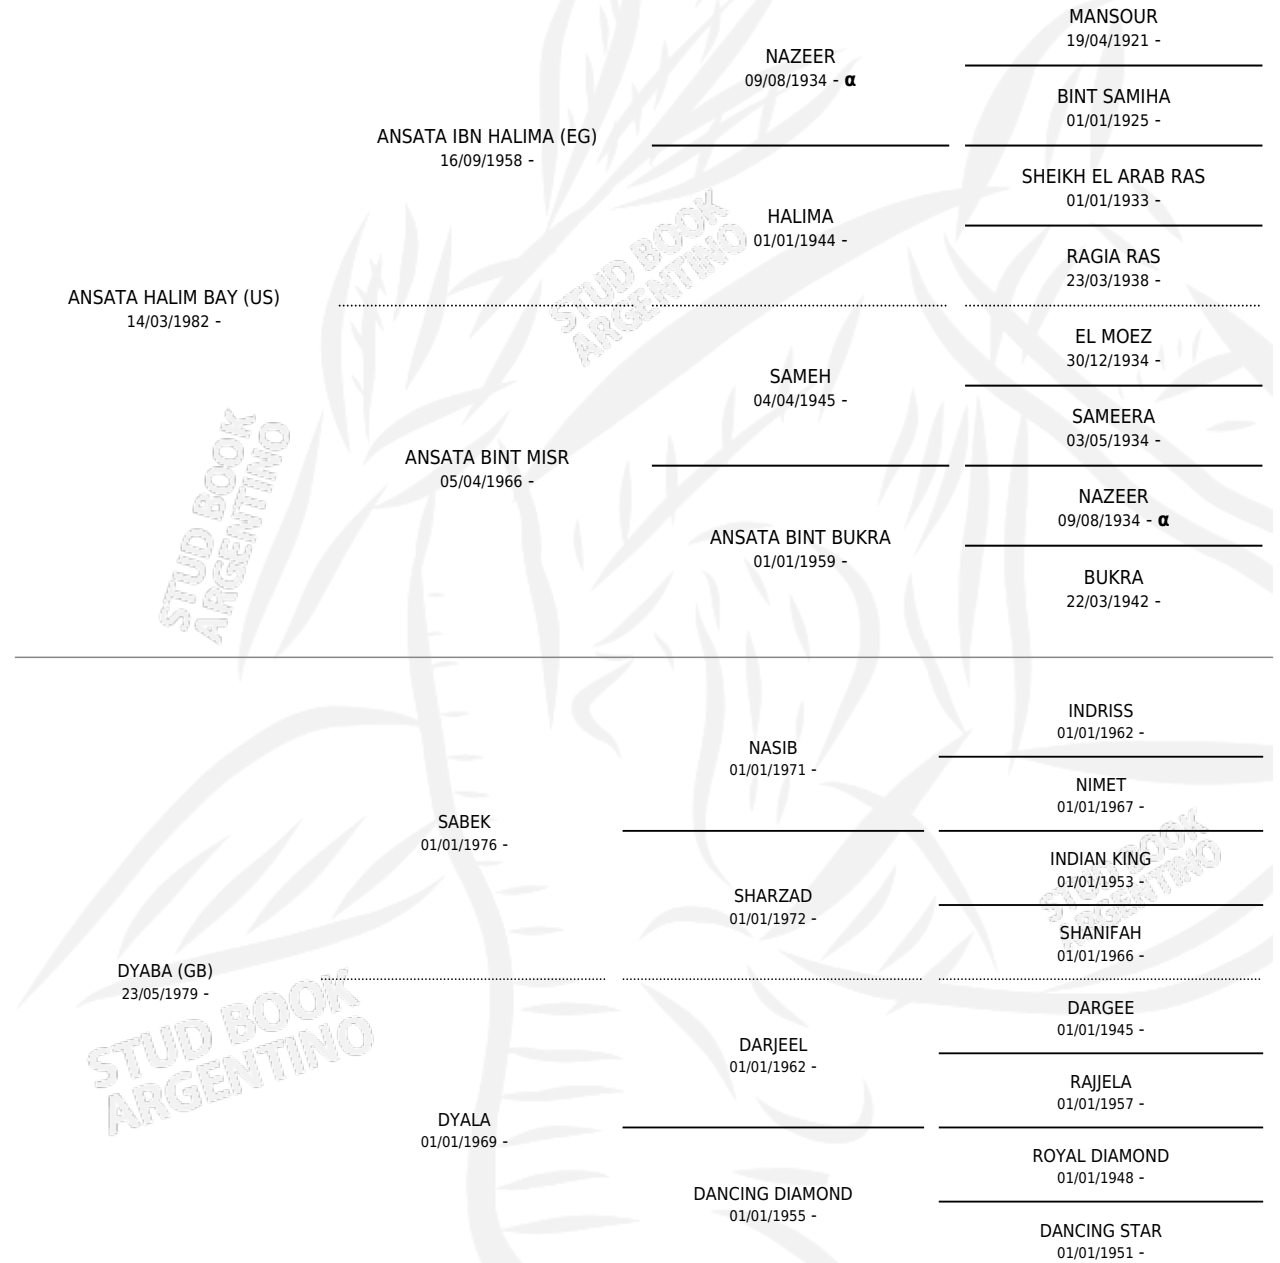 MANSOUR
19/04/1921 -
NAZEER
09/08/1934 - α
BINT SAMIHA
01/01/1925 -
ANSATA IBN HALIMA (EG)
16/09/1958 -
SHEIKH EL ARAB RAS
01/01/1933 -
HALIMA
01/01/1944 -
RAGIA RAS
23/03/1938 -
ANSATA HALIM BAY (US)
14/03/1982 -
EL MOEZ
30/12/1934 -
SAMEH
04/04/1945 -
SAMEERA
03/05/1934 -
ANSATA BINT MISR
05/04/1966 -
NAZEER
09/08/1934 - α
ANSATA BINT BUKRA
01/01/1959 -
BUKRA
22/03/1942 -
INDRISS
01/01/1962 -
NASIB
01/01/1971 -
NIMET
01/01/1967 -
SABEK
01/01/1976 -
INDIAN KING
01/01/1953 -
SHARZAD
01/01/1972 -
SHANIFAH
01/01/1966 -
DYABA (GB)
23/05/1979 -
DARGEE
01/01/1945 -
DARJEEL
01/01/1962 -
RAJJELA
01/01/1957 -
DYALA
01/01/1969 -
ROYAL DIAMOND
01/01/1948 -
DANCING DIAMOND
01/01/1955 -
DANCING STAR
01/01/1951 -
STUD BOOK
ARGENTINO
STUD BOOK
ARGENTINO
STUD BOOK
ARGENTINO
STUD BOOK
ARGENTINO